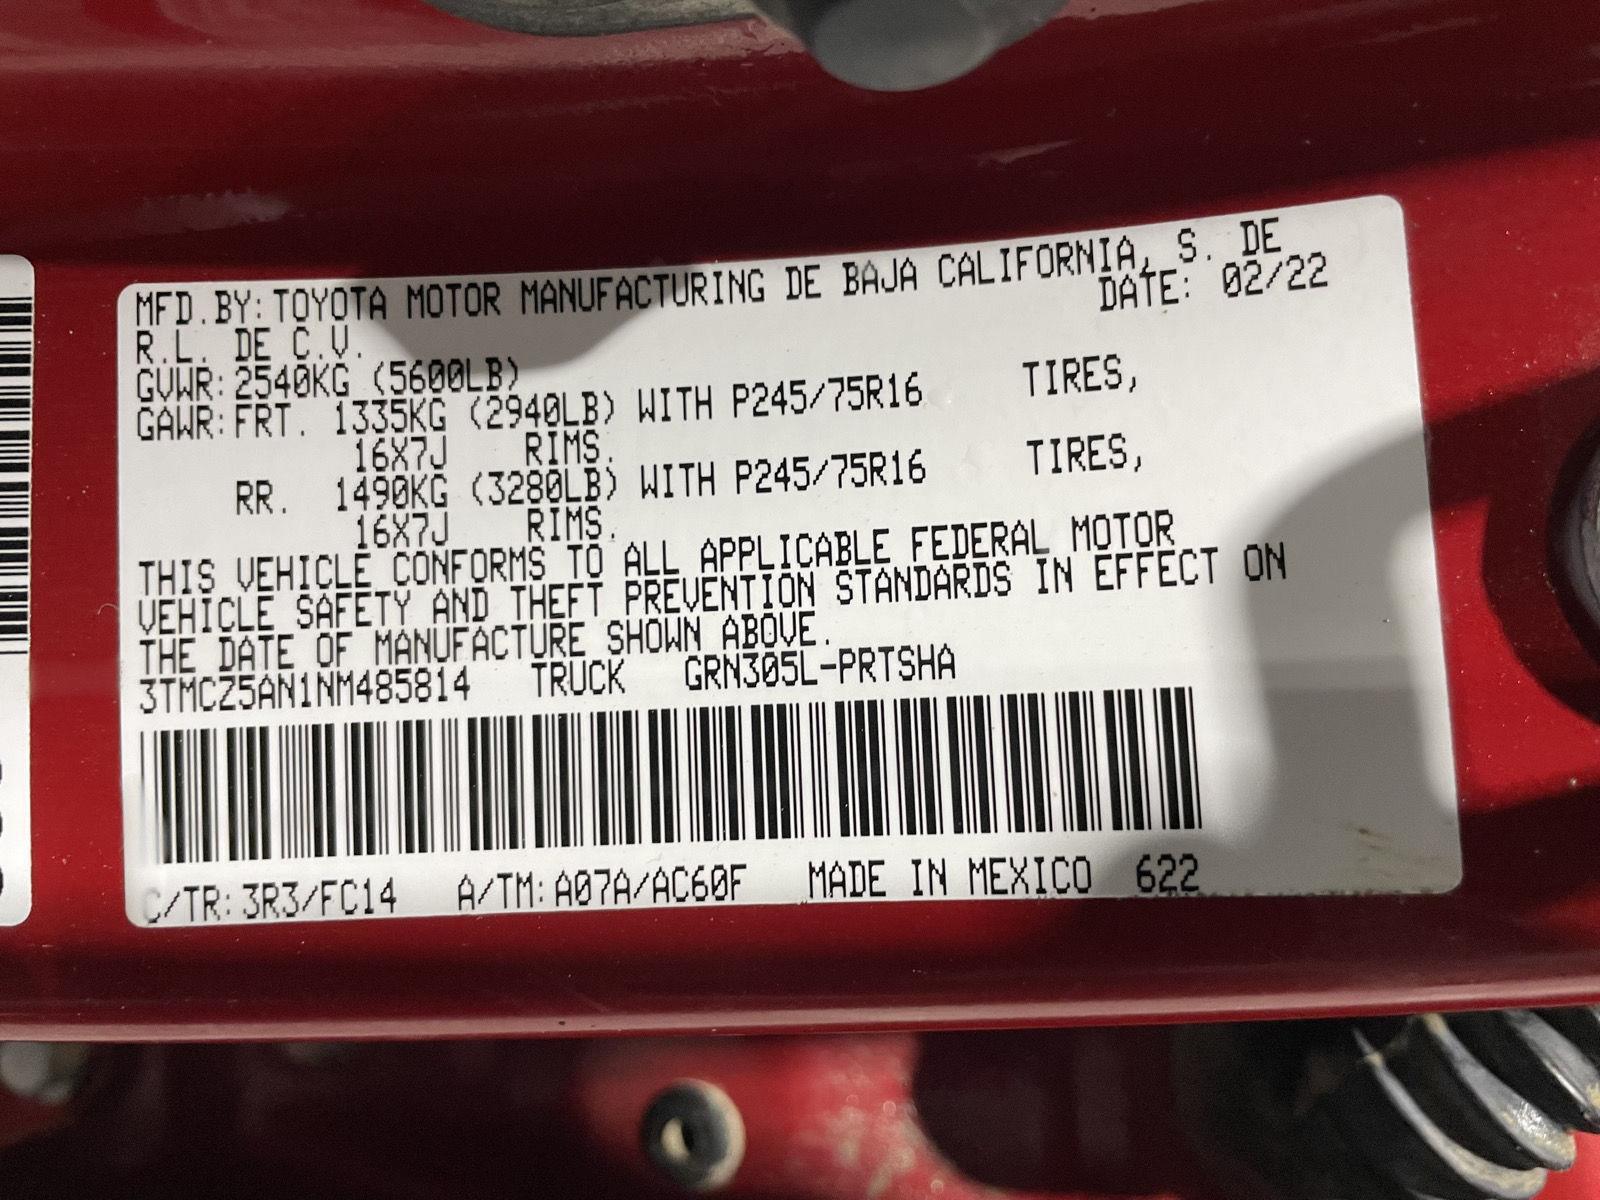 MFD.BY: TOYOTA MOTOR MANUFACTURING DE BAJA CALIFORNIA, S. DE
R.L. DE C.V. DATE: 02/22
GVWR: 2540KG (5600LB)
GAWR: FRT. 1335KG (2940LB) WITH P245/75R16 TIRES,
16X7J RIMS.
RR. 1490KG (3280LB) WITH P245/75R16 TIRES,
16X7J RIMS.
THIS VEHICLE CONFORMS TO ALL APPLICABLE FEDERAL MOTOR
VEHICLE SAFETY AND THEFT PREVENTION STANDARDS IN EFFECT ON
THE DATE OF MANUFACTURE SHOWN ABOVE.
3TMCZ5AN1NM485814 TRUCK GRN305L-PRTSHA
C/TR: 3R3/FC14 A/TM: A07A/AC60F MADE IN MEXICO 622